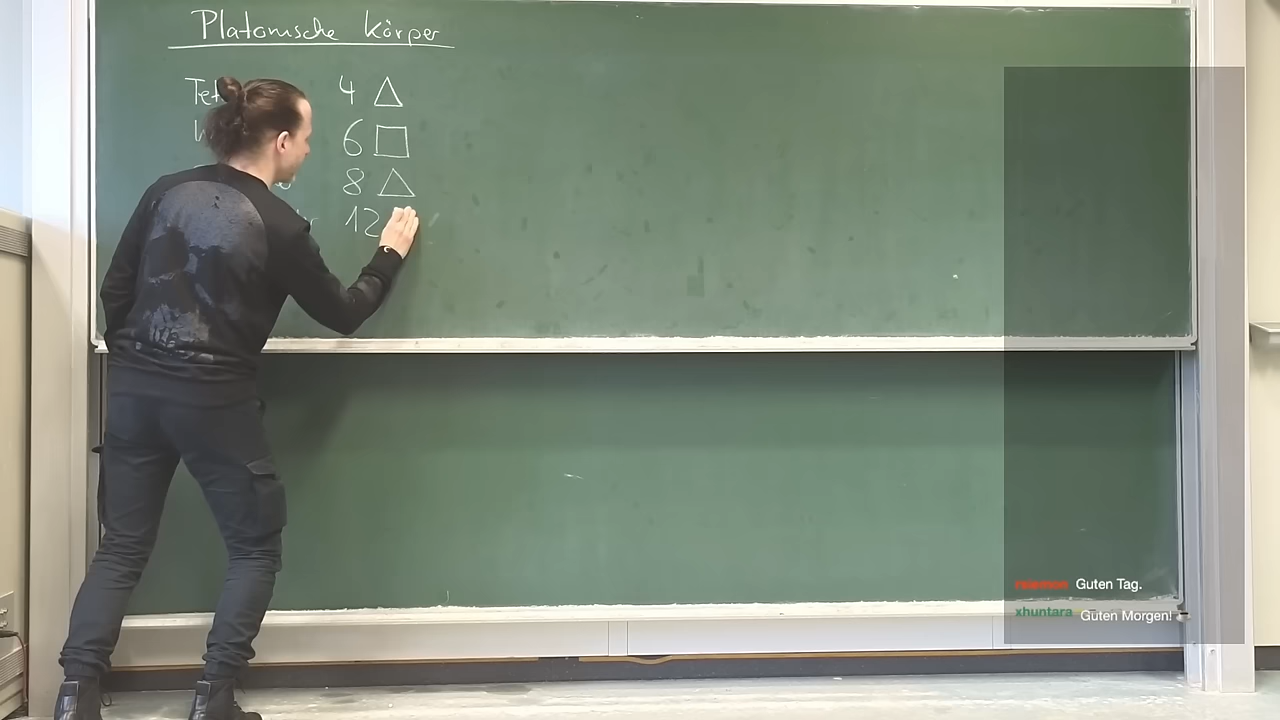 Platonische Körper
4 △
6 □
8 △
12
Guten Tag.
xhuntara Guten Morgen!